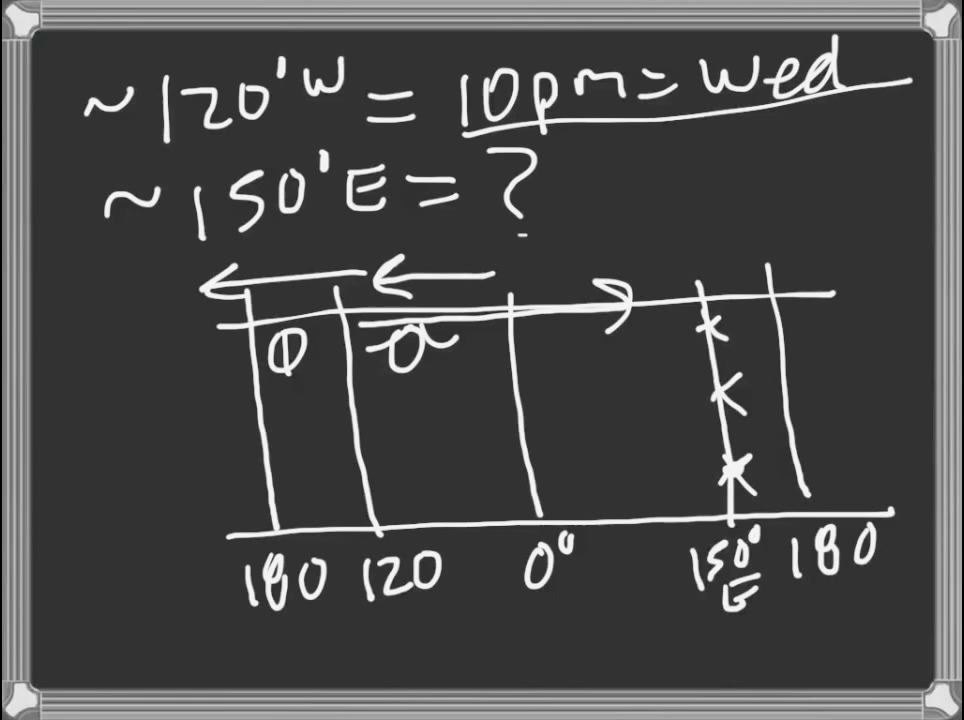 ~120'W = 10pm = Wed
~150'E = ?
180 120 0° 150° E 180